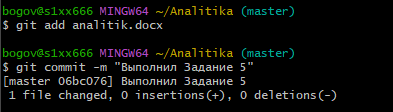 bogov@s1xx666 MINGW64 ~/Analitika (master)
$ git add analitik.docx
bogov@s1xx666 MINGW64 ~/Analitika (master)
$ git commit -m "Выполнил Задание 5"
[master 06bc076] Выполнил Задание 5
1 file changed, 0 insertions(+), 0 deletions(-)